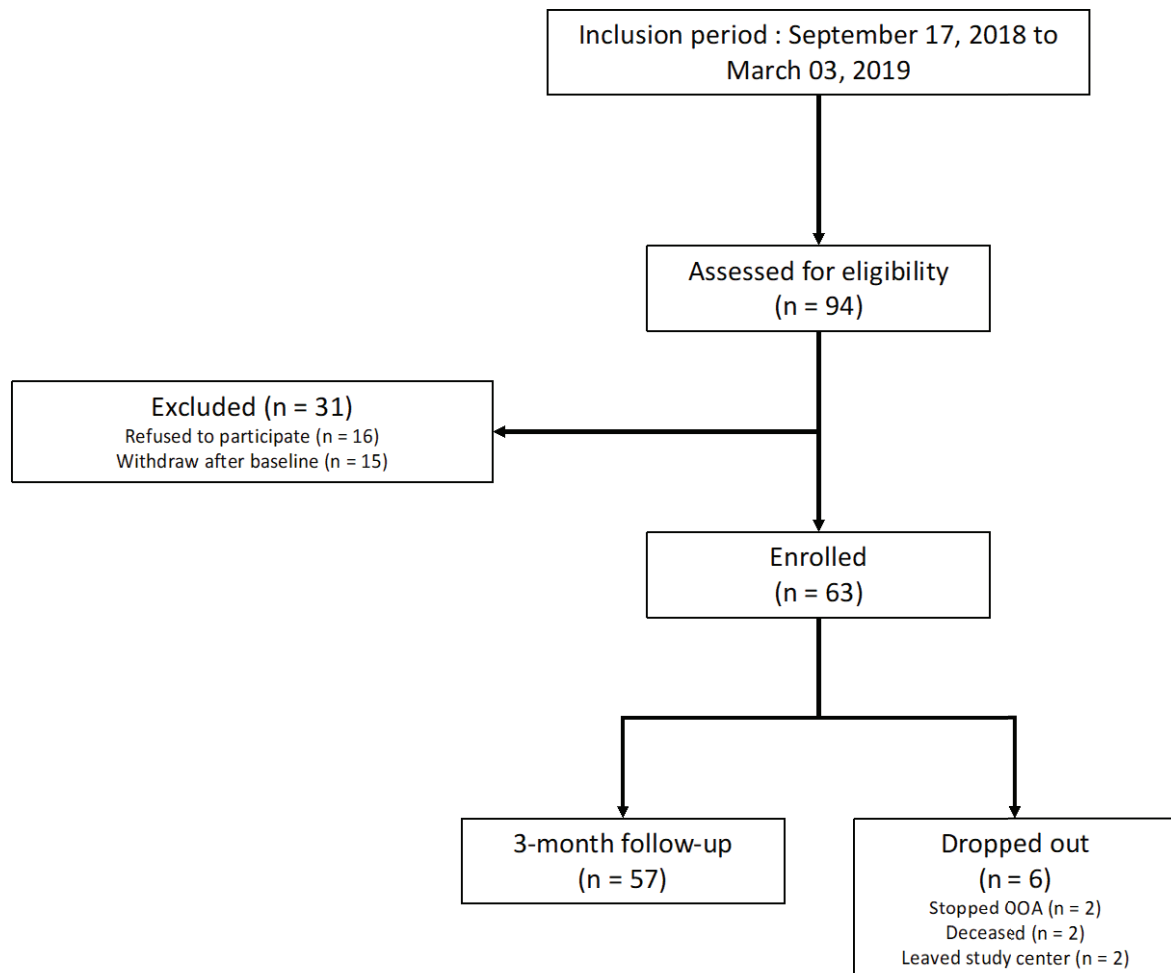 Inclusion period : September 17, 2018 to
March 03, 2019
Assessed for eligibility
(n = 94)
Excluded (n = 31)
Refused to participate (n = 16)
Withdraw after baseline (n = 15)
Enrolled
(n = 63)
3-month follow-up
(n = 57)
Dropped out
(n = 6)
Stopped OOA (n = 2)
Deceased (n = 2)
Leaved study center (n = 2)